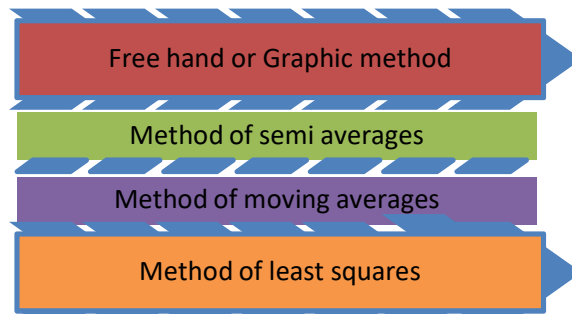 Free hand or Graphic method
Method of semi averages
Method of moving averages
Method of least squares